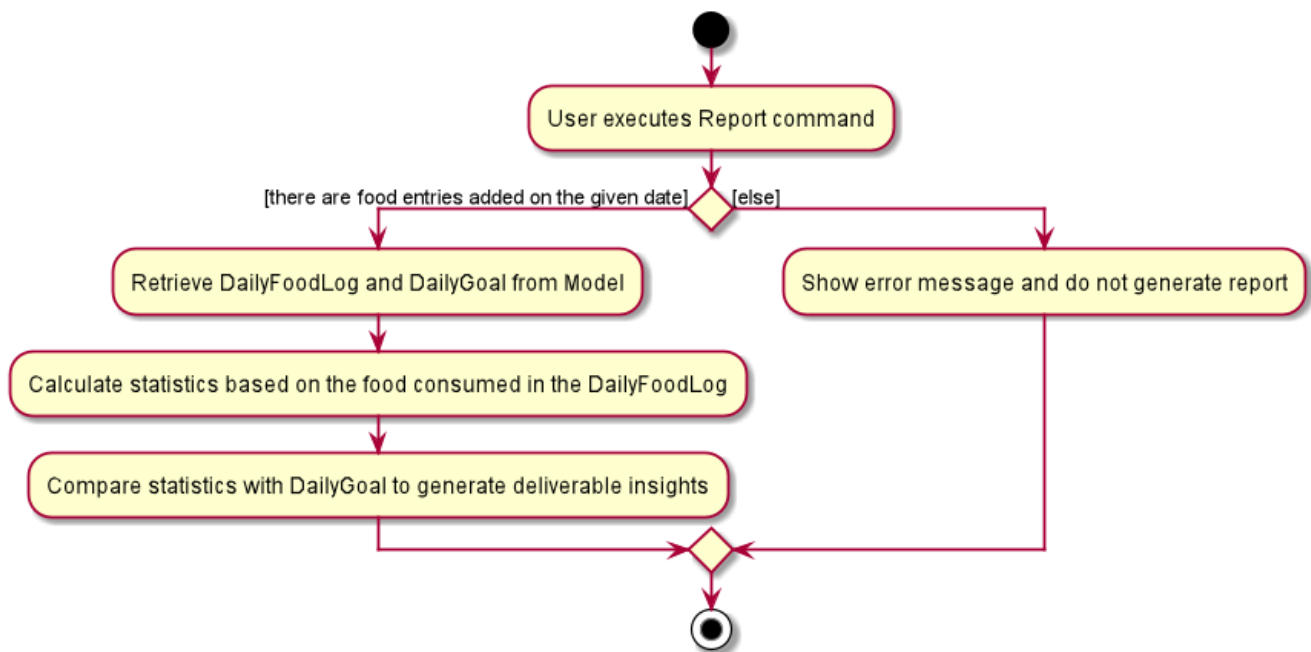 User executes Report command
[there are food entries added on the given date]
[else]
Retrieve DailyFoodLog and DailyGoal from Model
Show error message and do not generate report
Calculate statistics based on the food consumed in the DailyFoodLog
Compare statistics with DailyGoal to generate deliverable insights